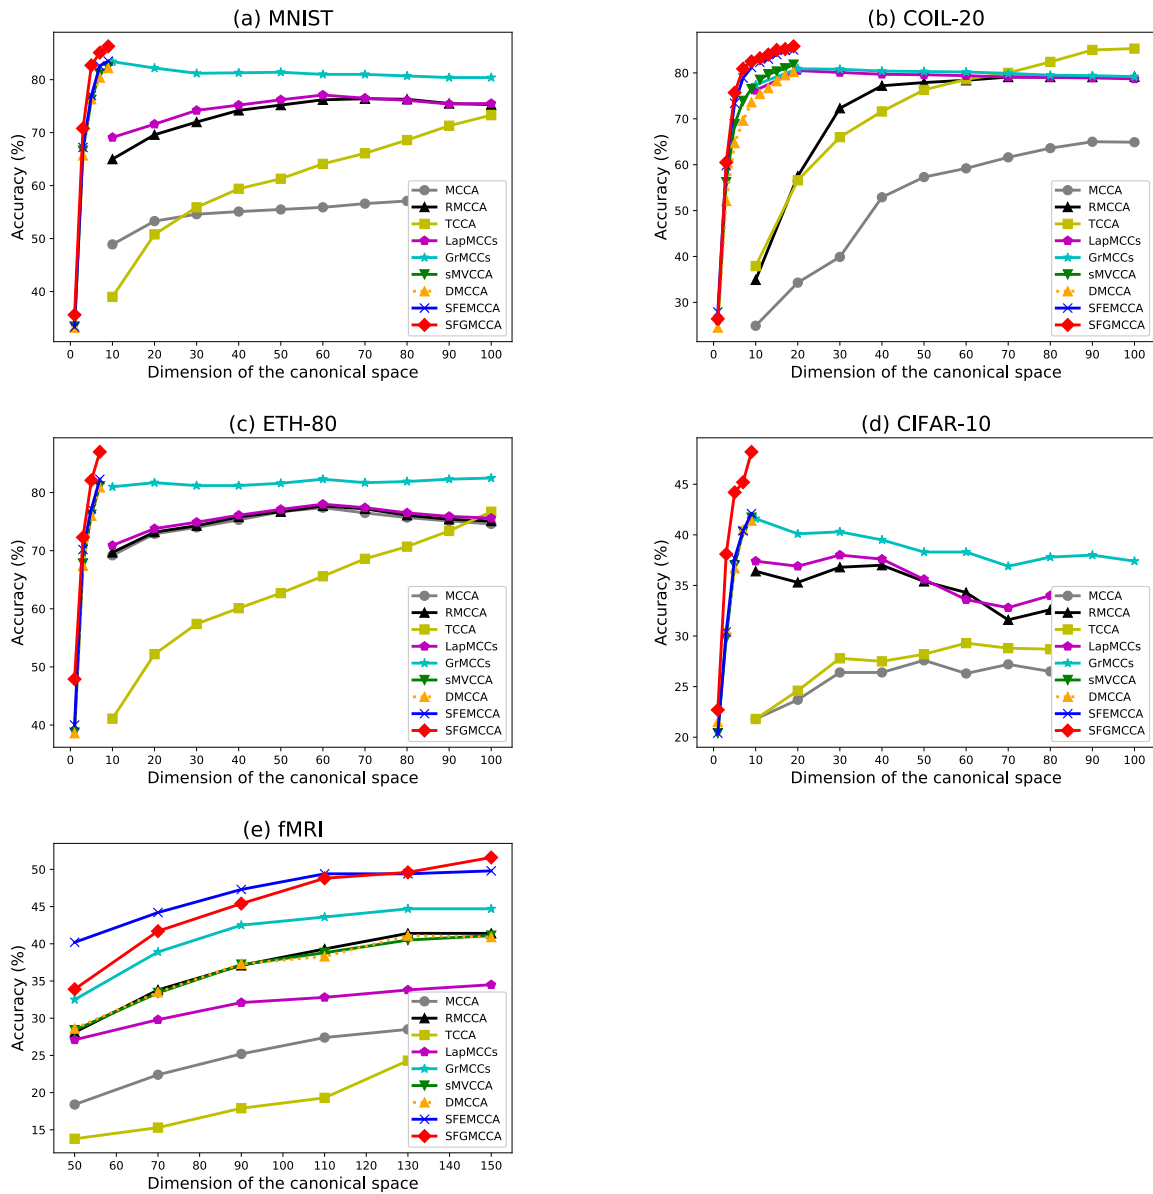 (a) MNIST
Accuracy (%)
80
70
60
50
40
0 10 20 30 40 50 60 70 80 90 100
Dimension of the canonical space
MCCA
RMCCA
TCCA
LapMCCs
GrMCCs
sMVCCA
DMCCA
SFEMCCA
SFGMCCA
(b) COIL-20
Accuracy (%)
80
70
60
50
40
30
0 10 20 30 40 50 60 70 80 90 100
Dimension of the canonical space
MCCA
RMCCA
TCCA
LapMCCs
GrMCCs
sMVCCA
DMCCA
SFEMCCA
SFGMCCA
(c) ETH-80
Accuracy (%)
80
70
60
50
40
0 10 20 30 40 50 60 70 80 90 100
Dimension of the canonical space
MCCA
RMCCA
TCCA
LapMCCs
GrMCCs
sMVCCA
DMCCA
SFEMCCA
SFGMCCA
(d) CIFAR-10
Accuracy (%)
45
40
35
30
25
20
0 10 20 30 40 50 60 70 80 90 100
Dimension of the canonical space
MCCA
RMCCA
TCCA
LapMCCs
GrMCCs
sMVCCA
DMCCA
SFEMCCA
SFGMCCA
(e) fMRI
Accuracy (%)
50
45
40
35
30
25
20
15
50 60 70 80 90 100 110 120 130 140 150
Dimension of the canonical space
MCCA
RMCCA
TCCA
LapMCCs
GrMCCs
sMVCCA
DMCCA
SFEMCCA
SFGMCCA